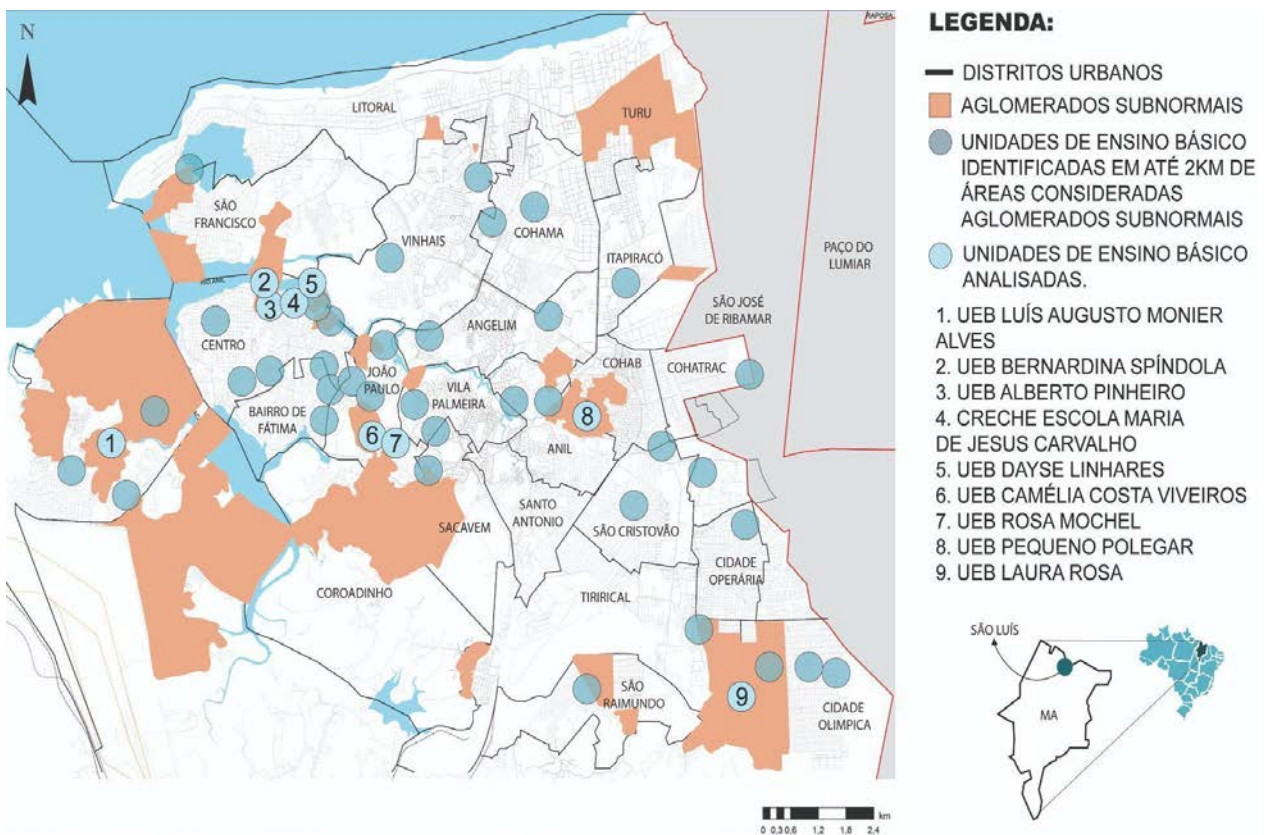 N
RAPOSA
LITORAL
TURU
SÃO
FRANCISCO
VINHAIS
COHAMA
ITAPIRACÓ
PAÇO DO
LUMIAR
SÃO JOSÉ
DE RIBAMAR
RIO ANIL
2
5
3
4
CENTRO
ANGELIM
COHAB
COHATRAC
JOÃO
PAULO
VILA
PALMEIRA
BAIRRO DE
FÁTIMA
8
6
7
1
ANIL
SANTO
ANTONIO
SACAVEM
SÃO CRISTOVÃO
CIDADE
OPERÁRIA
COROADINHO
TIRIRICAL
SÃO
RAIMUNDO
9
CIDADE
OLIMPICA
km
0 0,3 0,6 1,2 1,8 2,4
LEGENDA:
DISTRITOS URBANOS
AGLOMERADOS SUBNORMAIS
UNIDADES DE ENSINO BÁSICO
IDENTIFICADAS EM ATÉ 2KM DE
ÁREAS CONSIDERADAS
AGLOMERADOS SUBNORMAIS
UNIDADES DE ENSINO BÁSICO
ANALISADAS.
1. UEB LUÍS AUGUSTO MONIER
ALVES
2. UEB BERNARDINA SPÍNDOLA
3. UEB ALBERTO PINHEIRO
4. CRECHE ESCOLA MARIA
DE JESUS CARVALHO
5. UEB DAYSE LINHARES
6. UEB CAMÉLIA COSTA VIVEIROS
7. UEB ROSA MOCHEL
8. UEB PEQUENO POLEGAR
9. UEB LAURA ROSA
SÃO LUÍS
MA